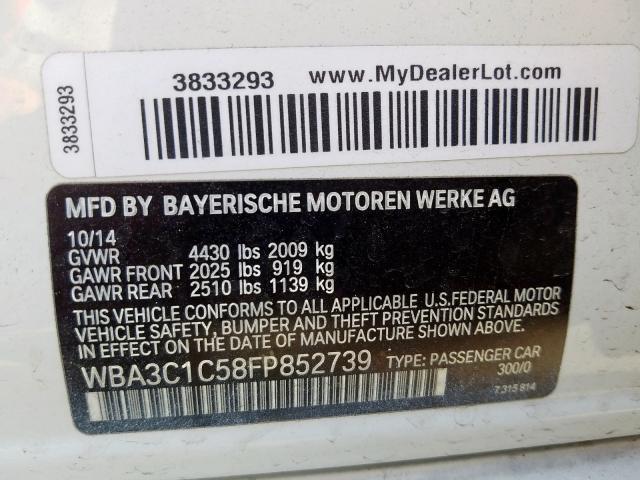 3833293 www.MyDealerLot.com
3833293
MFD BY BAYERISCHE MOTOREN WERKE AG
10/14
GVWR 4430 lbs 2009 kg
GAWR FRONT 2025 lbs 919 kg
GAWR REAR 2510 lbs 1139 kg
THIS VEHICLE CONFORMS TO ALL APPLICABLE U.S.FEDERAL MOTOR
VEHICLE SAFETY, BUMPER AND THEFT PREVENTION STANDARDS
IN EFFECT ON THE DATE OF MANUFACTURE SHOWN ABOVE.
WBA3C1C58FP852739 TYPE: PASSENGER CAR
300/0
7 315 814